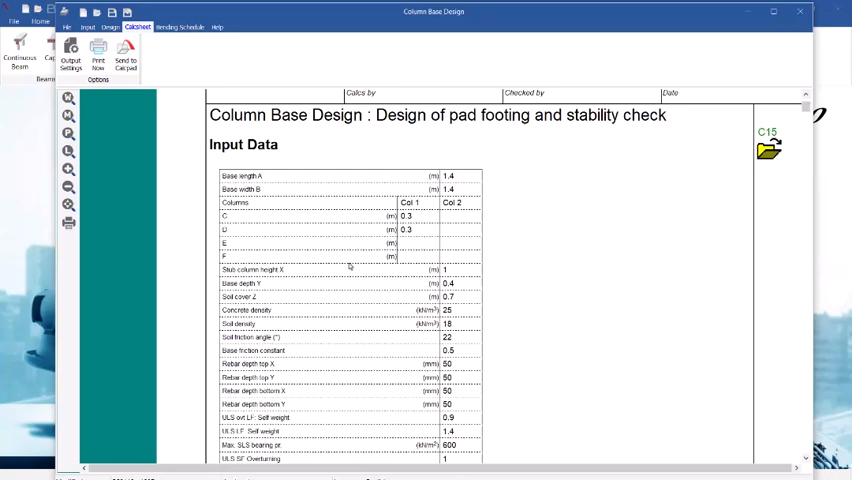 Column Base Design
File
Home
File Input Design Calcsheet Bending Schedule Help
Continuous
Beam
Output
Settings
Print
Now
Send to
Calcpad
Options
Calcs by Checked by Date
Column Base Design : Design of pad footing and stability check
C15
Input Data
Base length A (m) 1.4
Base width B (m) 1.4
Columns Col 1 Col 2
C (m) 0.3
D (m) 0.3
E (m)
F (m)
Stub column height X (m) 1
Base depth Y (m) 0.4
Soil cover Z (m) 0.7
Concrete density (kN/m³) 25
Soil density (kN/m³) 18
Soil friction angle (°) 22
Base friction constant 0.5
Rebar depth top X (mm) 50
Rebar depth top Y (mm) 50
Rebar depth bottom X (mm) 50
Rebar depth bottom Y (mm) 50
ULS ovt LF: Self weight 0.9
ULS LF: Self weight 1.4
Max. SLS bearing pr. (kN/m²) 600
ULS SF Overturning 1